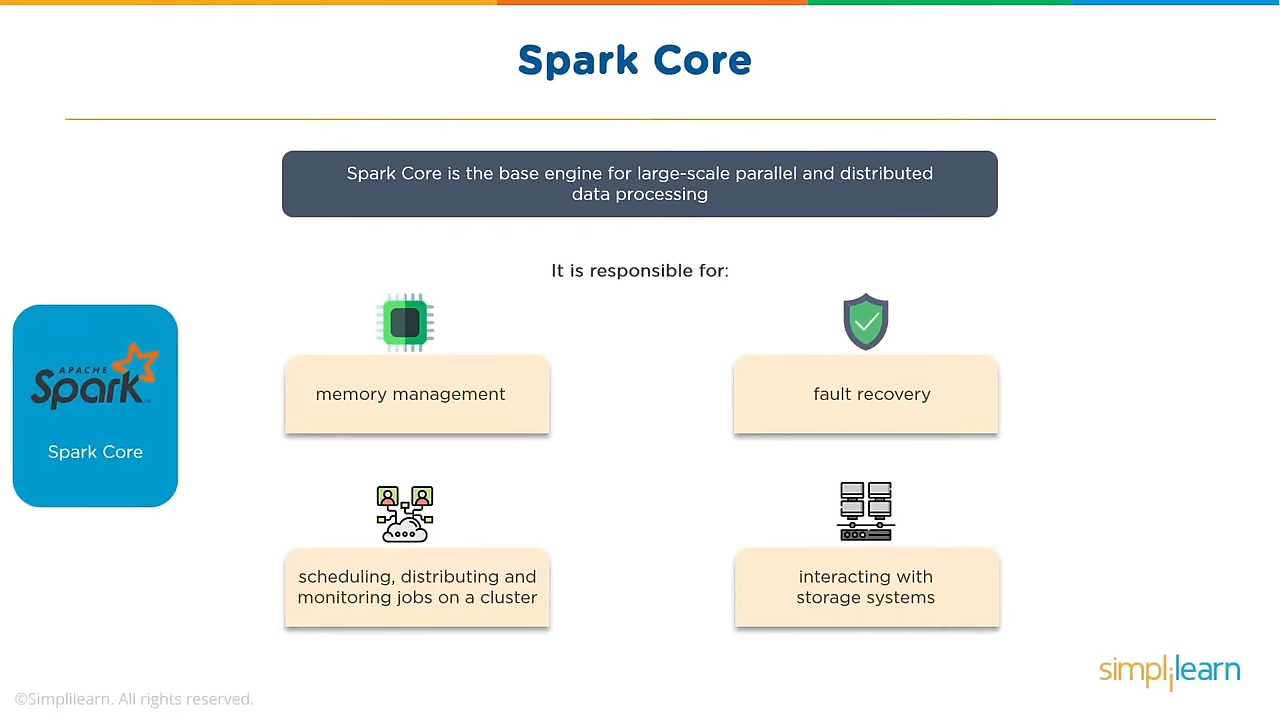 Spark Core
Spark Core is the base engine for large-scale parallel and distributed
data processing
It is responsible for:
memory management
fault recovery
APACHE
Spark
Spark Core
scheduling, distributing and
monitoring jobs on a cluster
interacting with
storage systems
simplilearn
©Simplilearn. All rights reserved.